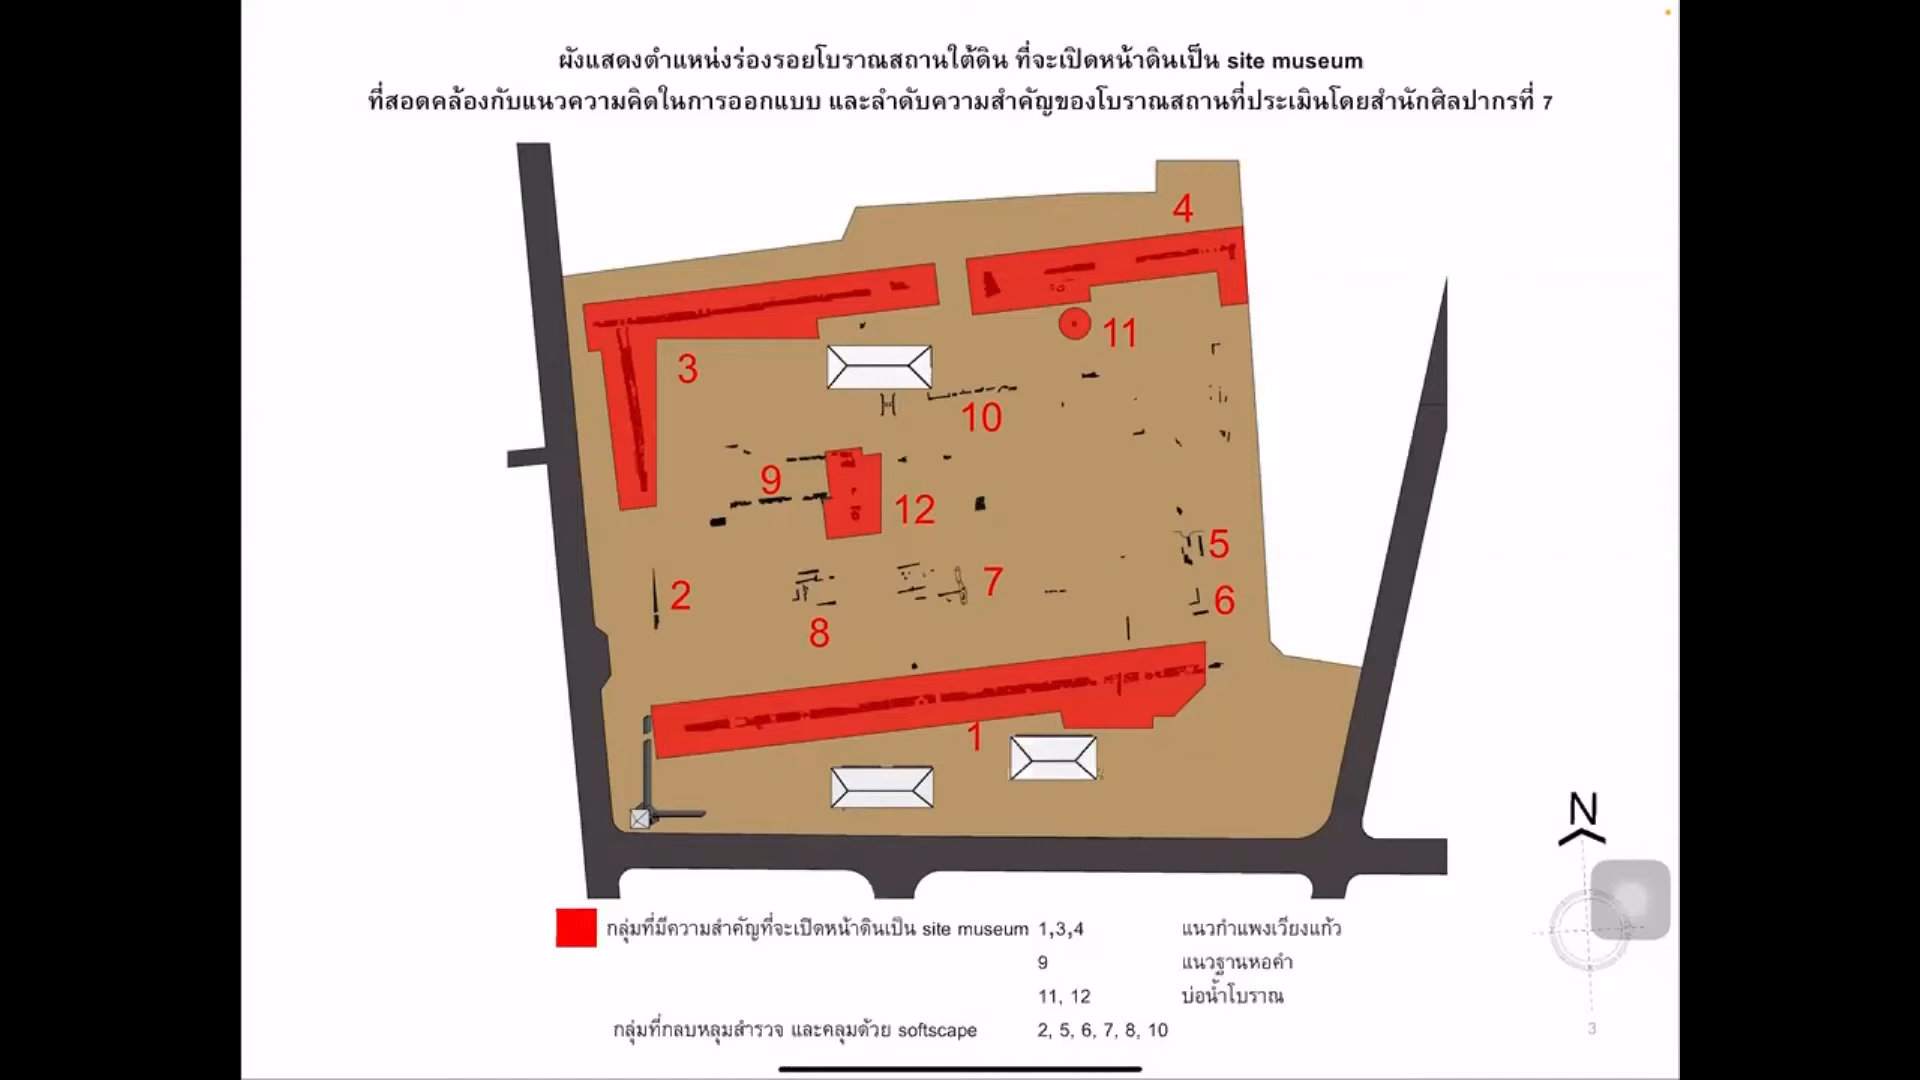 ผังแสดงตำแหน่งร่องรอยโบราณสถานใต้ดิน ที่จะเปิดหน้าดินเป็น site museum
ที่สอดคล้องกับแนวความคิดในการออกแบบ และลำดับความสำคัญของโบราณสถานที่ประเมินโดยสำนักศิลปากรที่ 7
4
11
3
10
9
12
5
7
2
6
8
1
N
กลุ่มที่มีความสำคัญที่จะเปิดหน้าดินเป็น site museum 1,3,4 แนวกำแพงเวียงแก้ว
9 แนวฐานหอคำ
11, 12 บ่อน้ำโบราณ
กลุ่มที่กลบหลุมสำรวจ และคลุมด้วย softscape 2, 5, 6, 7, 8, 10
3